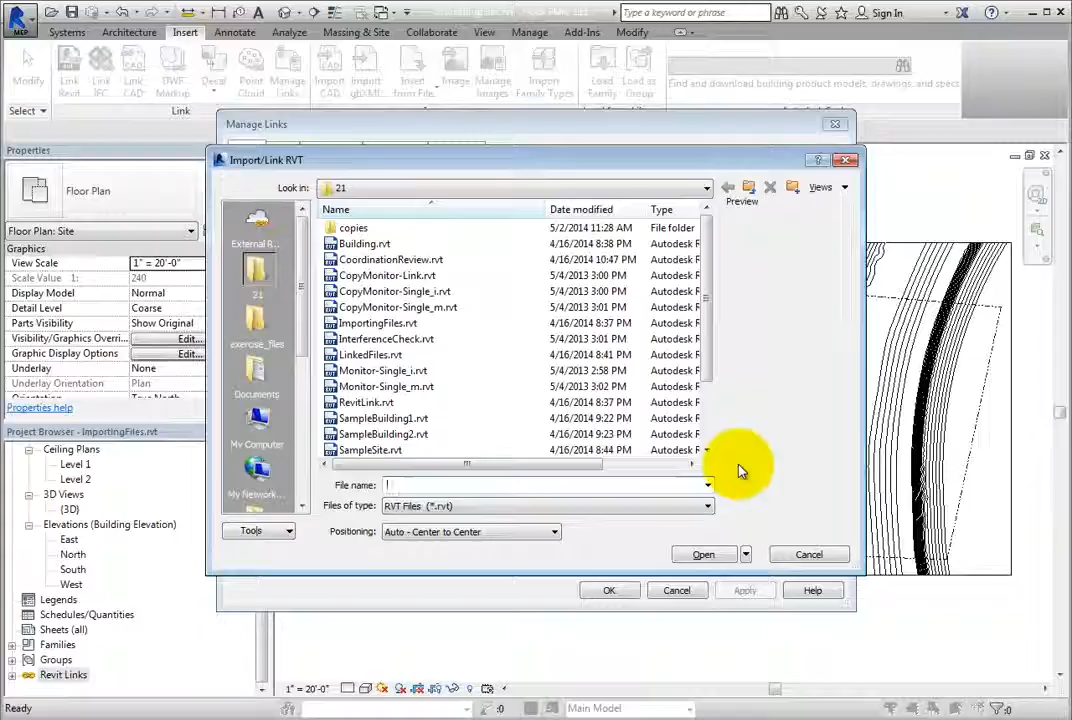 Type a keyword or phrase
Sign In
MEP
Systems Architecture Insert Annotate Analyze Massing & Site Collaborate View Manage Add-Ins Modify
Modify Link Revit Link IFC Link CAD DWF Markup Decal Point Cloud Manage Links Import CAD Import gbXML Insert from File Image Manage Images Import Family Types Load Family Load as Group
Find and download building product models, drawings, and specs
Select Link
Manage Links
Properties
Import/Link RVT
Floor Plan
Look in: 21 Views
Name Date modified Type Preview
copies 5/2/2014 11:28 AM File folder
Building.rvt 4/16/2014 8:38 PM Autodesk R
CoordinationReview.rvt 4/16/2014 10:47 PM Autodesk R
CopyMonitor-Link.rvt 5/4/2013 3:00 PM Autodesk R
CopyMonitor-Single_i.rvt 5/4/2013 3:00 PM Autodesk R
CopyMonitor-Single_m.rvt 5/4/2013 3:01 PM Autodesk R
ImportingFiles.rvt 4/16/2014 8:37 PM Autodesk R
InterferenceCheck.rvt 5/4/2013 3:01 PM Autodesk R
LinkedFiles.rvt 4/16/2014 8:41 PM Autodesk R
Monitor-Single_i.rvt 5/4/2013 2:58 PM Autodesk R
Monitor-Single_m.rvt 5/4/2013 3:02 PM Autodesk R
RevitLink.rvt 4/16/2014 8:37 PM Autodesk R
SampleBuilding1.rvt 4/16/2014 9:22 PM Autodesk R
SampleBuilding2.rvt 4/16/2014 9:23 PM Autodesk R
SampleSite.rvt 4/16/2014 8:44 PM Autodesk R
External R...
21
exercise_files
Documents
My Computer
My Network...
File name:
Files of type: RVT Files (*.rvt)
Tools
Positioning: Auto - Center to Center
Open Cancel
OK Cancel Apply Help
Floor Plan: Site
Graphics
View Scale 1" = 20'-0"
Scale Value 1: 240
Display Model Normal
Detail Level Coarse
Parts Visibility Show Original
Visibility/Graphics Overri... Edit...
Graphic Display Options Edit...
Underlay None
Underlay Orientation Plan
Properties help
Project Browser - ImportingFiles.rvt
Ceiling Plans
Level 1
Level 2
3D Views
{3D}
Elevations (Building Elevation)
East
North
South
West
Legends
Schedules/Quantities
Sheets (all)
Families
Groups
Revit Links
1" = 20'-0"
Ready
:0
Main Model
:0